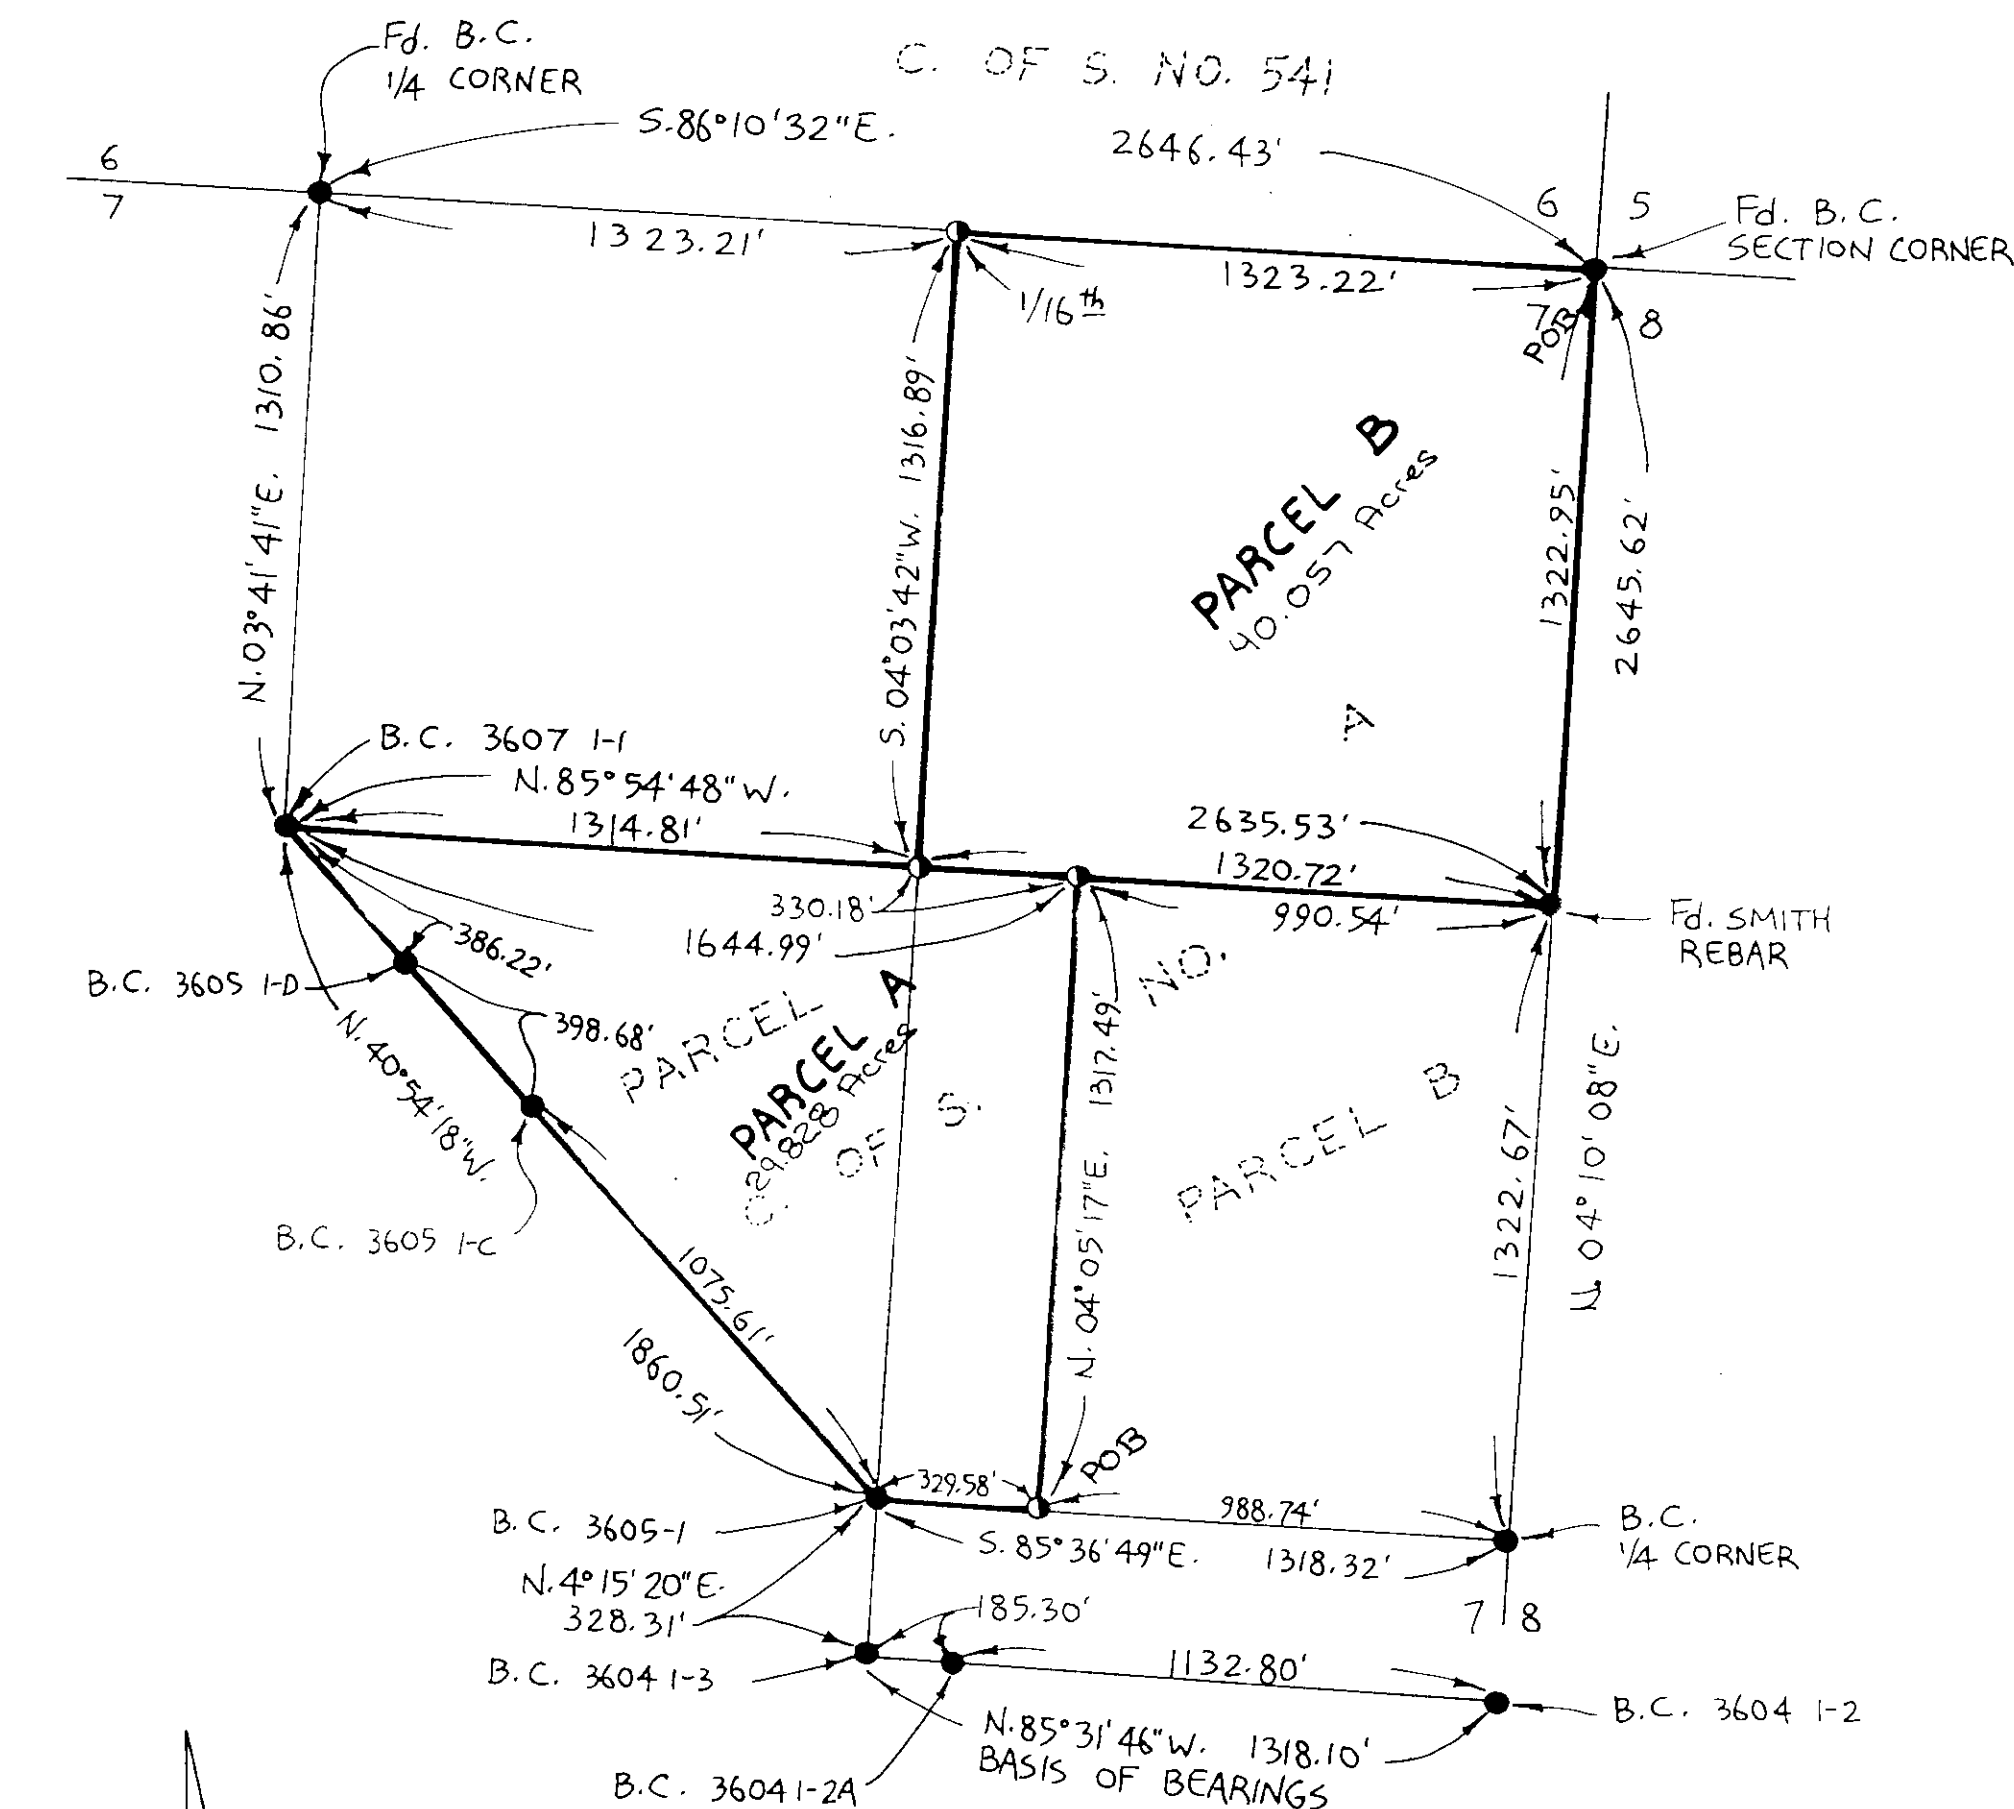 Fd. B.C.
1/4 CORNER
C. OF S. NO. 541
S.86°10'32"E.
2646.43'
6
7
6
5
Fd. B.C.
SECTION CORNER
1323.21'
1323.22'
1/16th
7
8
POB
N.03°41'41"E. 1310.86'
S.04°03'42"W. 1316.89'
PARCEL B
40.057 Acres
1322.95'
2645.62'
A
B.C. 3607 1-1
N.85°54'48"W.
1314.81'
2635.53'
1320.72'
330.18'
990.54'
1644.99'
Fd. SMITH
REBAR
386.22'
B.C. 3605 1-D
398.68'
N.40°54'18"W.
PARCEL
PARCEL A
29.828 Acres
C. OF S. NO.
N.04°05'17"E. 1317.49'
PARCEL B
1322.67'
N.04°10'08"E.
B.C. 3605 1-C
1075.61'
1860.51'
POB
329.58'
988.74'
B.C. 3605-1
S.85°36'49"E.
1318.32'
B.C.
1/4 CORNER
N.4°15'20"E.
328.31'
185.30'
7
8
B.C. 3604 1-3
1132.80'
B.C. 3604 1-2
N.85°31'46"W. 1318.10'
BASIS OF BEARINGS
B.C. 3604 1-2A